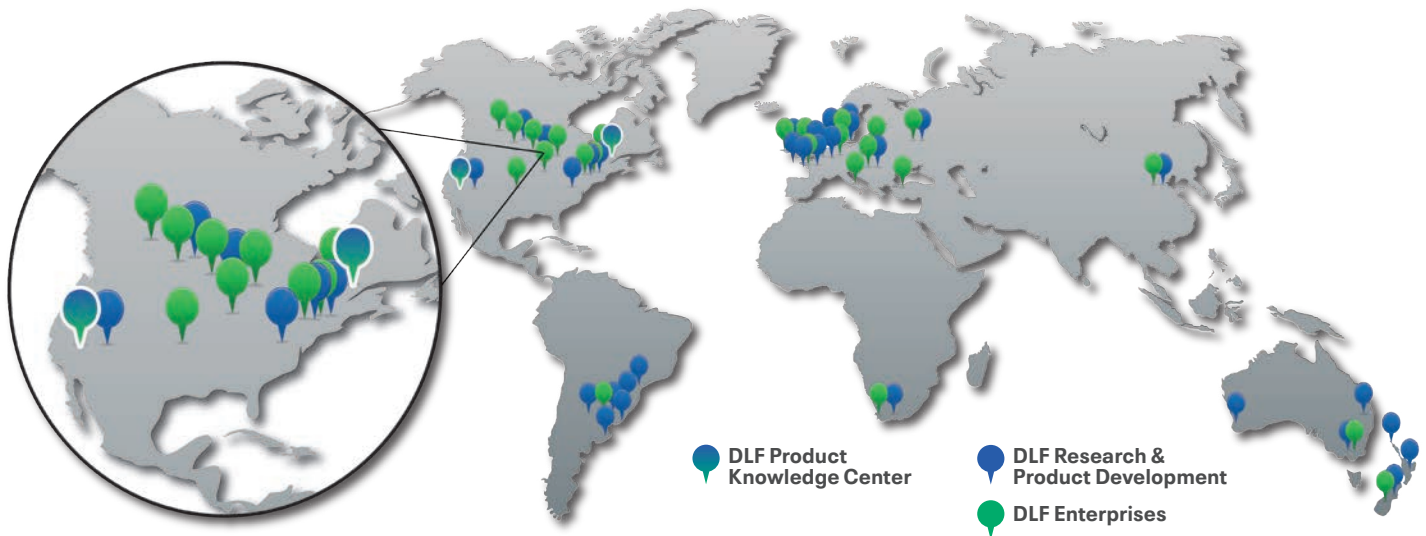 DLF Product
Knowledge Center
DLF Research &
Product Development
DLF Enterprises